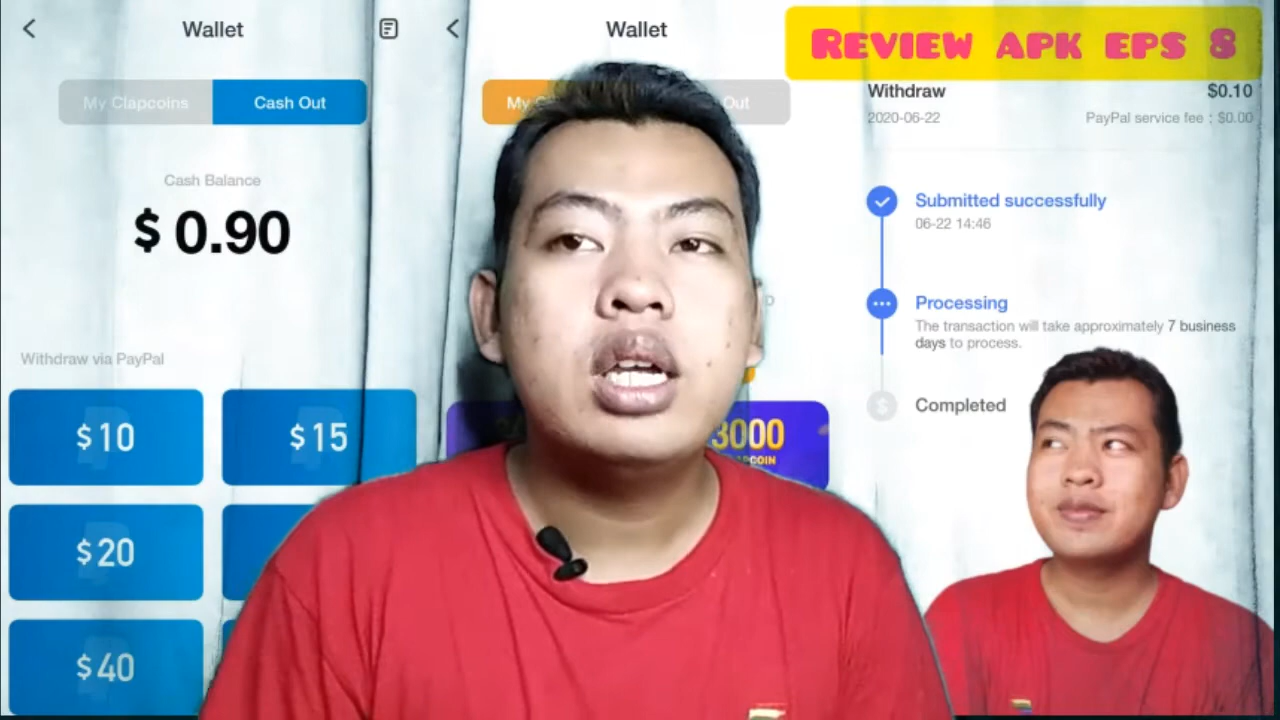 Wallet
My Clapcoins
Cash Out
Cash Balance
$ 0.90
Withdraw via PayPal
$10
$15
$20
$40
Wallet
My
Out
3000
REVIEW APK EPS 8
Withdraw
$0.10
2020-06-22
PayPal service fee : $0.00
Submitted successfully
06-22 14:46
Processing
The transaction will take approximately 7 business
days to process.
Completed